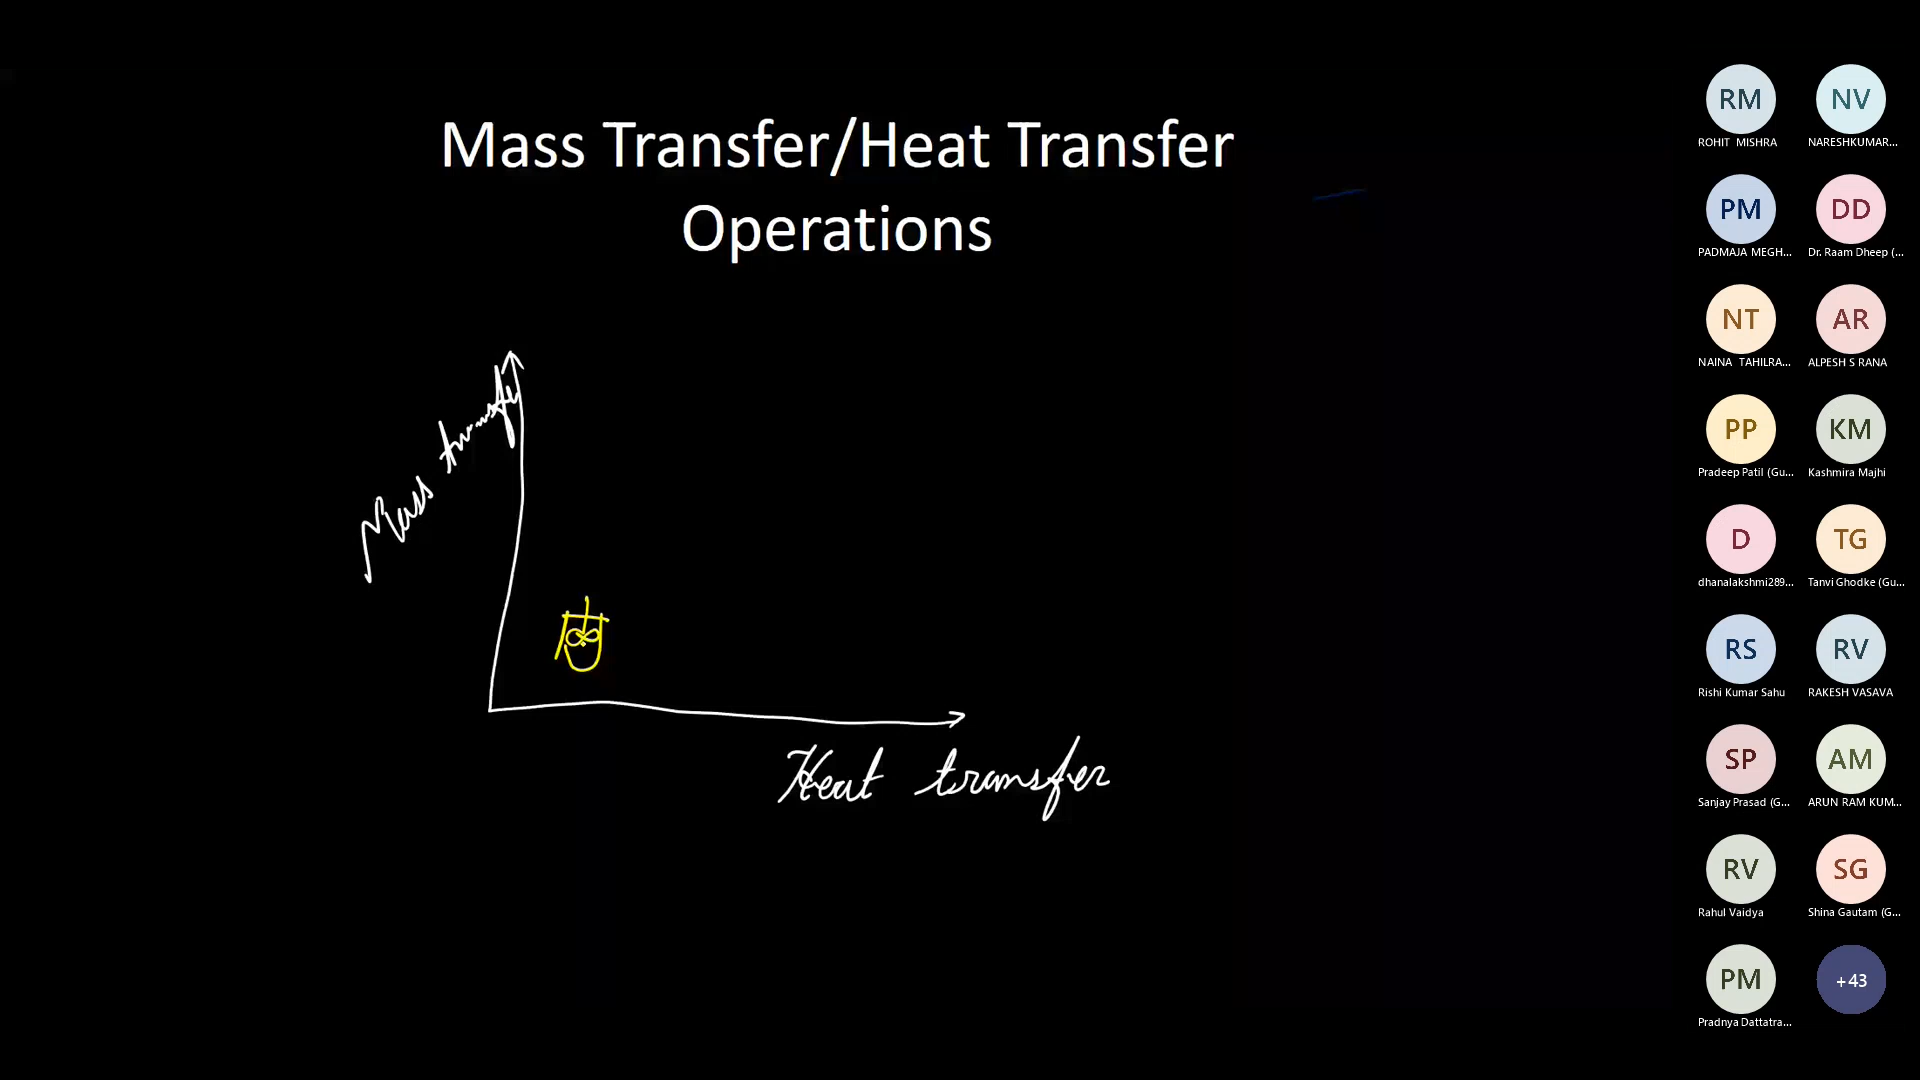 Mass Transfer/Heat Transfer
Operations
Mass transfer
Heat transfer
RM
ROHIT MISHRA
NV
NARESHKUMAR...
PM
PADMAJA MEGH...
DD
Dr. Raam Dheep (...
NT
NAINA TAHILRA...
AR
ALPESH S RANA
PP
Pradeep Patil (Gu...
KM
Kashmira Majhi
D
dhanalakshmi289...
TG
Tanvi Ghodke (Gu...
RS
Rishi Kumar Sahu
RV
RAKESH VASAVA
SP
Sanjay Prasad (G...
AM
ARUN RAM KUM...
RV
Rahul Vaidya
SG
Shina Gautam (G...
PM
Pradnya Dattatra...
+43